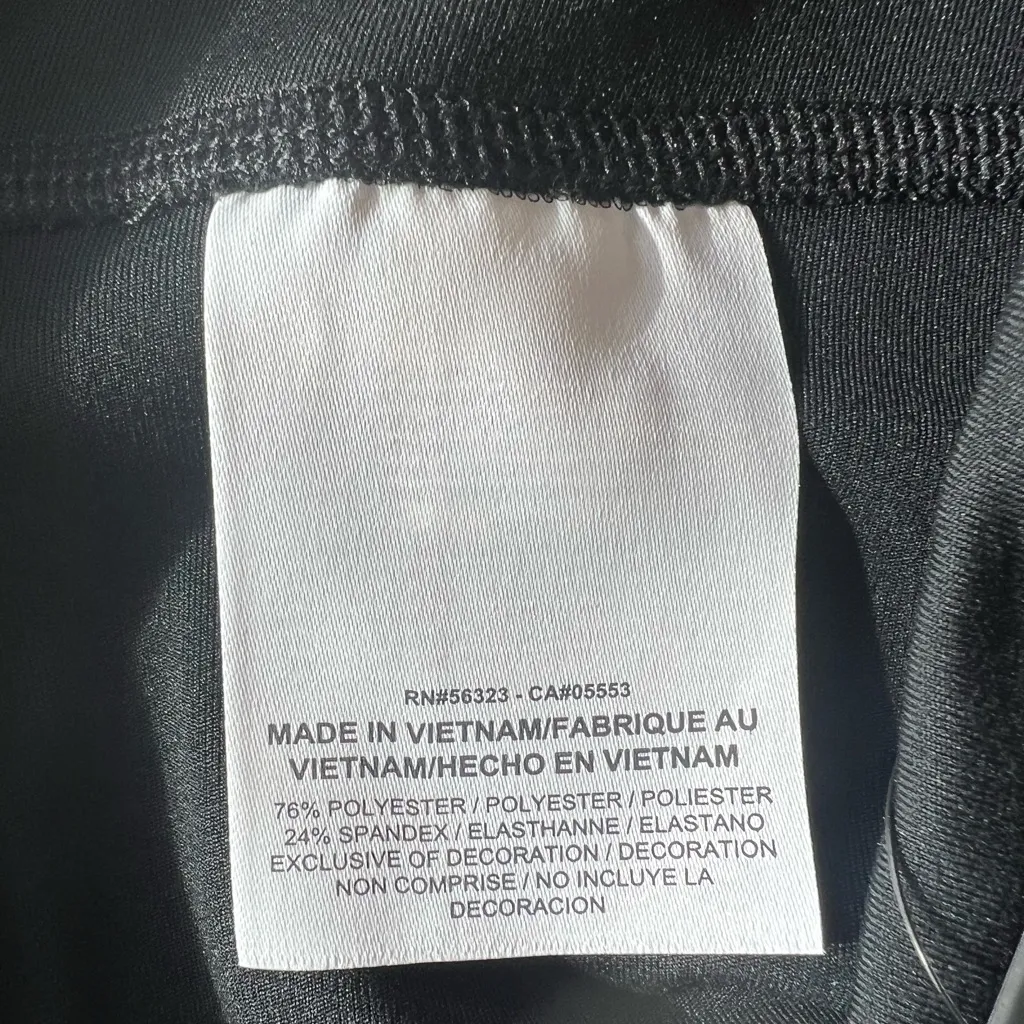 RN#56323 - CA#05553
MADE IN VIETNAM/FABRIQUE AU
VIETNAM/HECHO EN VIETNAM
76% POLYESTER / POLYESTER / POLIESTER
24% SPANDEX / ELASTHANNE / ELASTANO
EXCLUSIVE OF DECORATION / DECORATION
NON COMPRISE / NO INCLUYE LA
DECORACION